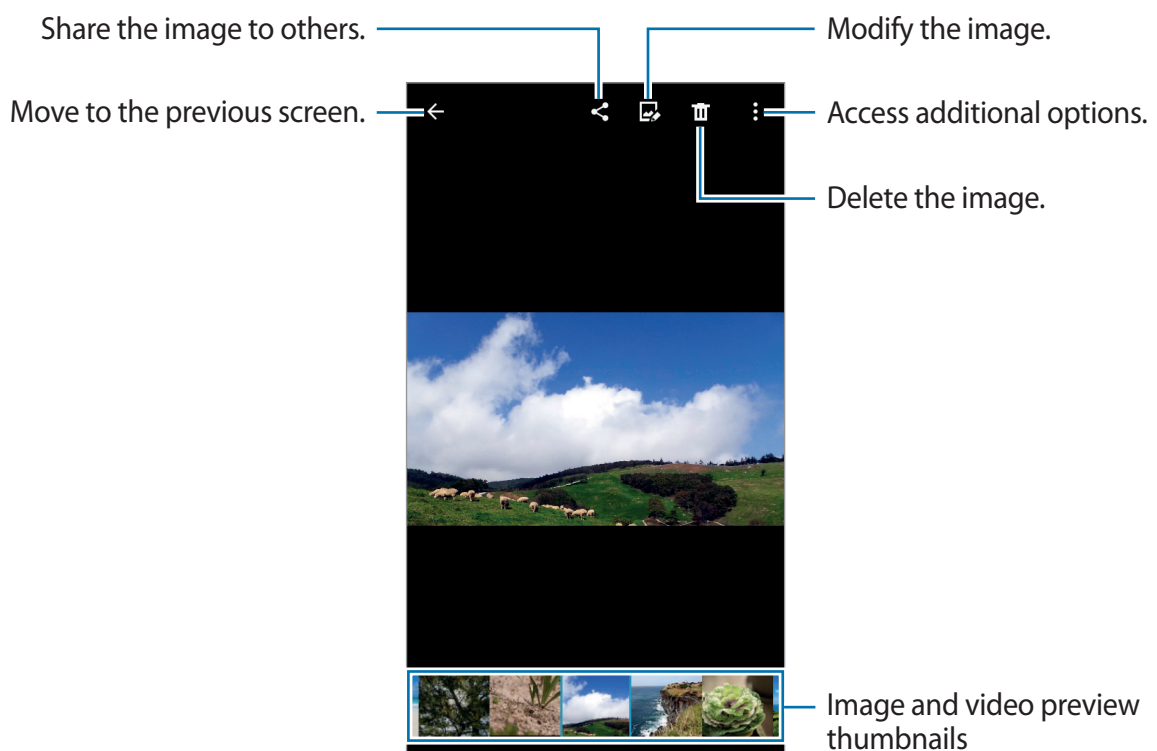 Share the image to others.
Modify the image.
Move to the previous screen.
Access additional options.
Delete the image.
Image and video preview
thumbnails